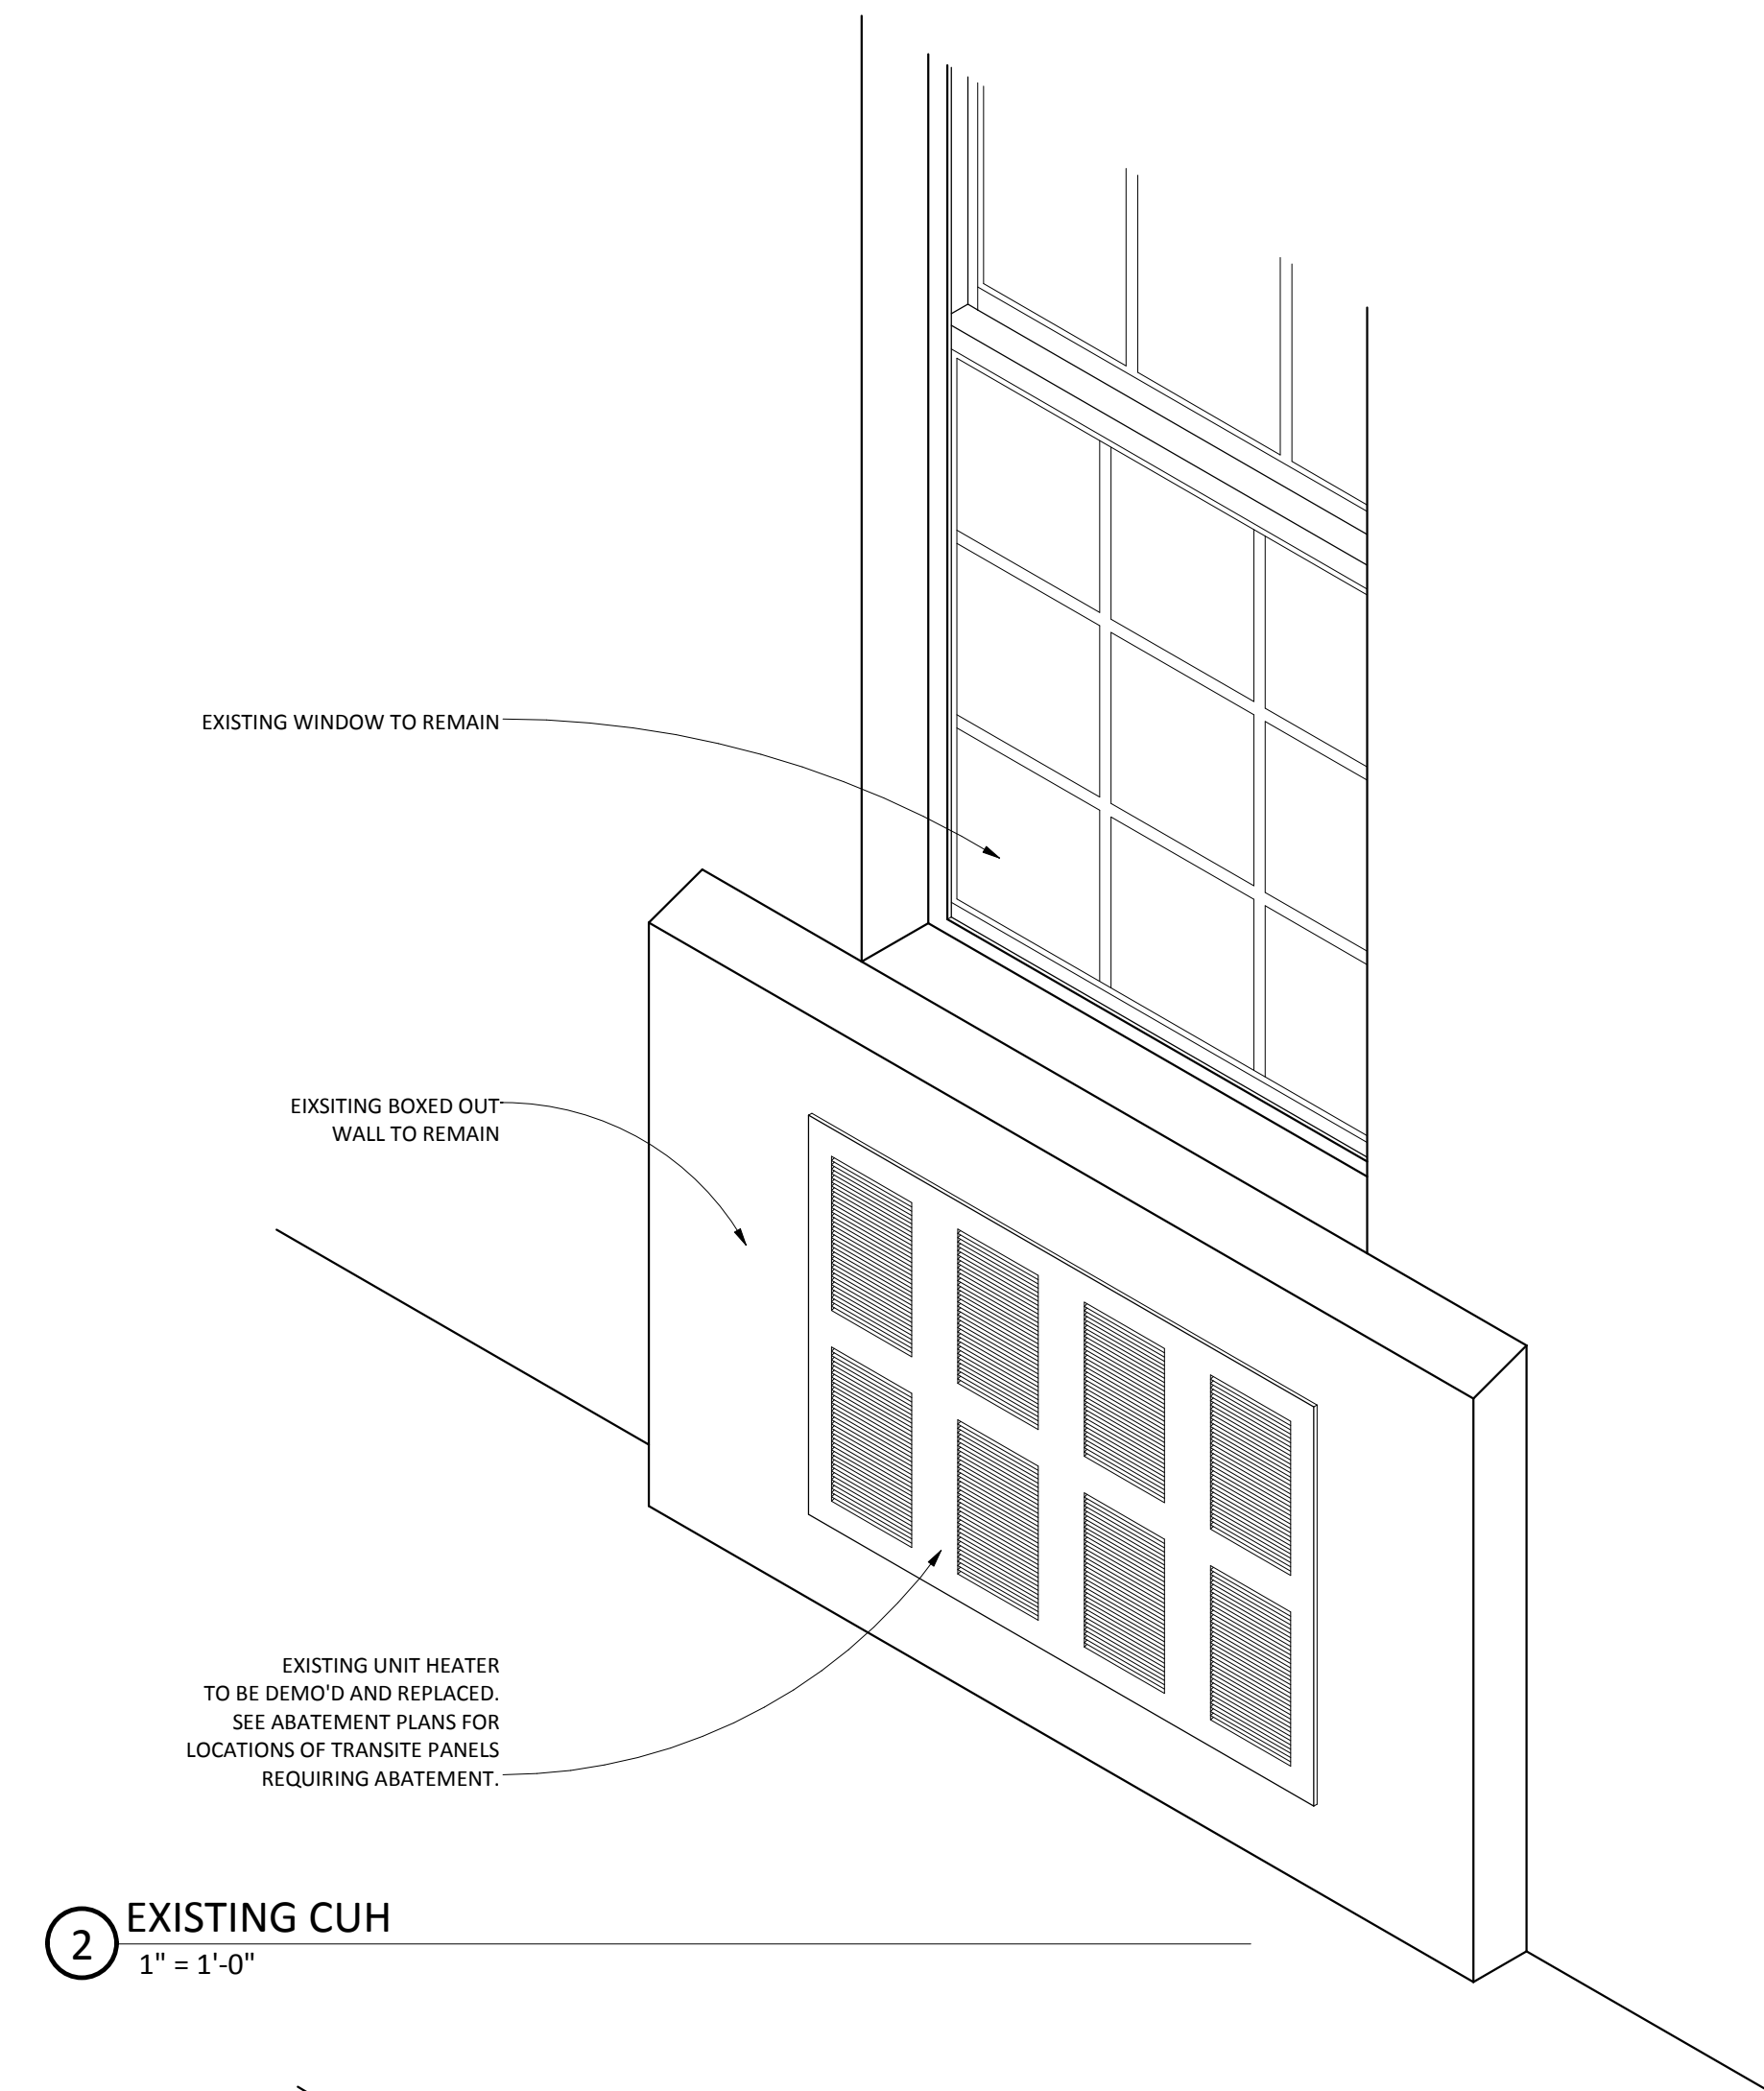 EXISTING WINDOW TO REMAIN
EIXSITING BOXED OUT
WALL TO REMAIN
EXISTING UNIT HEATER
TO BE DEMO'D AND REPLACED.
SEE ABATEMENT PLANS FOR
LOCATIONS OF TRANSITE PANELS
REQUIRING ABATEMENT.
2
EXISTING CUH
1" = 1'-0"